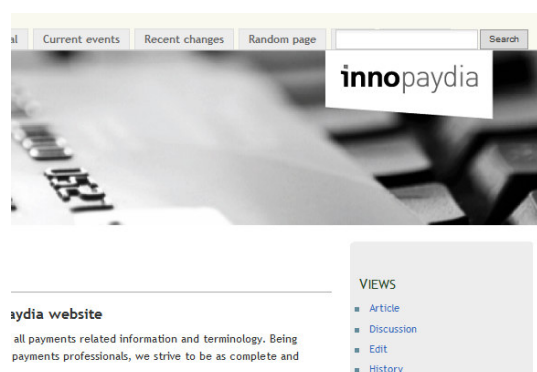 al Current events Recent changes Random page Search
innopaydia
aydia website
all payments related information and terminology. Being
payments professionals, we strive to be as complete and
VIEWS
Article
Discussion
Edit
History